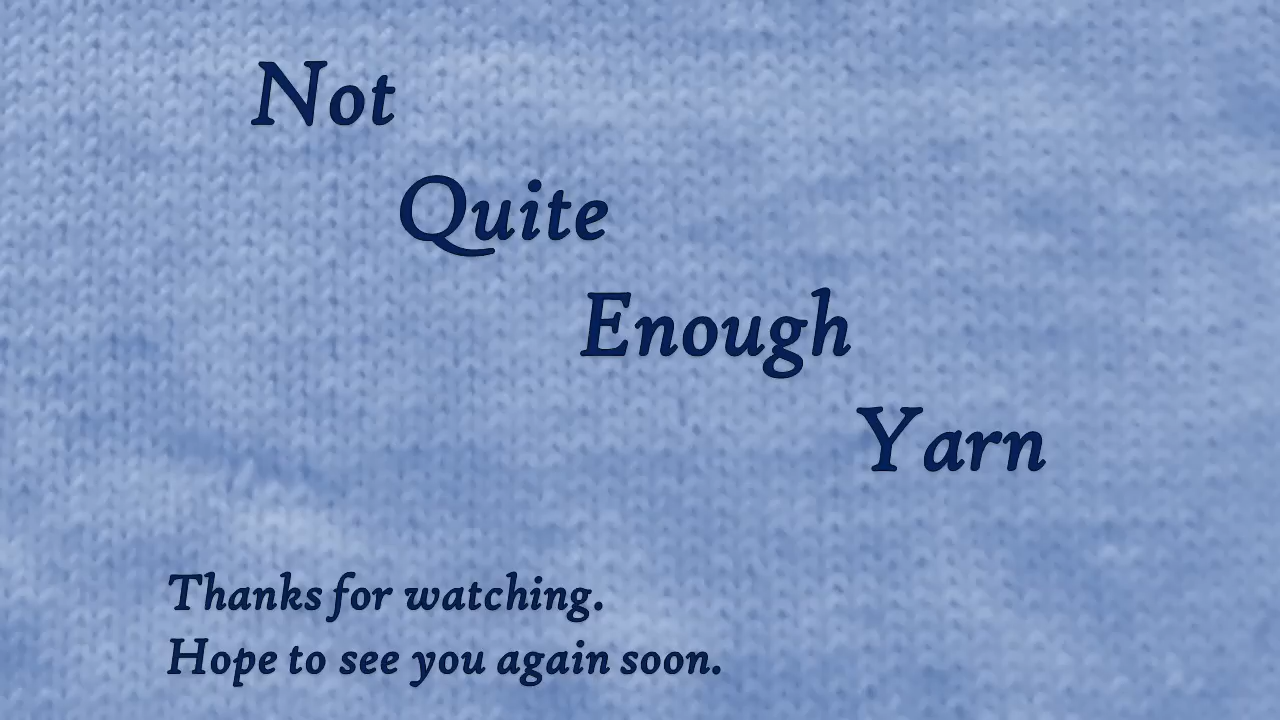 Not
Quite
Enough
Yarn
Thanks for watching.
Hope to see you again soon.